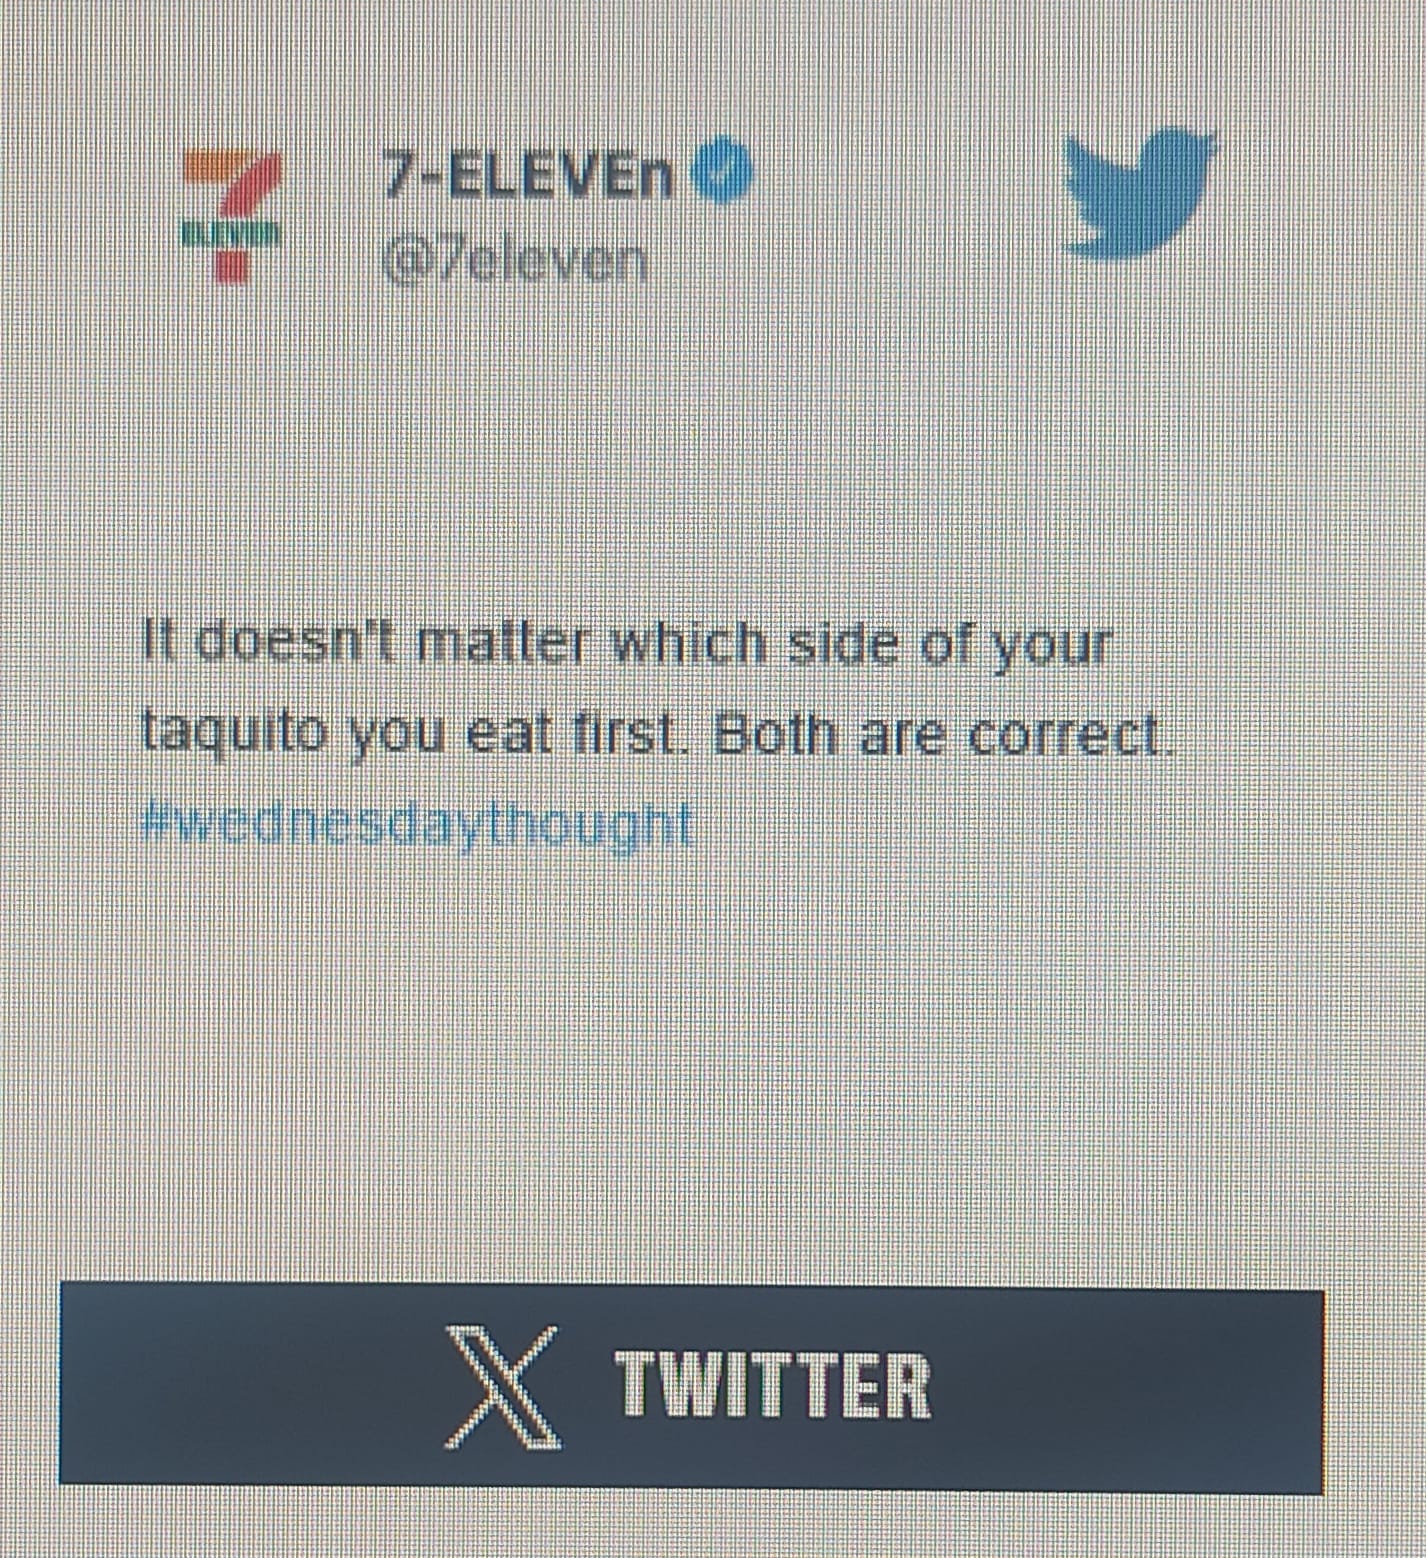 7-ELEVEn
@7eleven
ELEVEN
It doesn't matter which side of your
taquito you eat first. Both are correct.
#wednesdaythought
X TWITTER